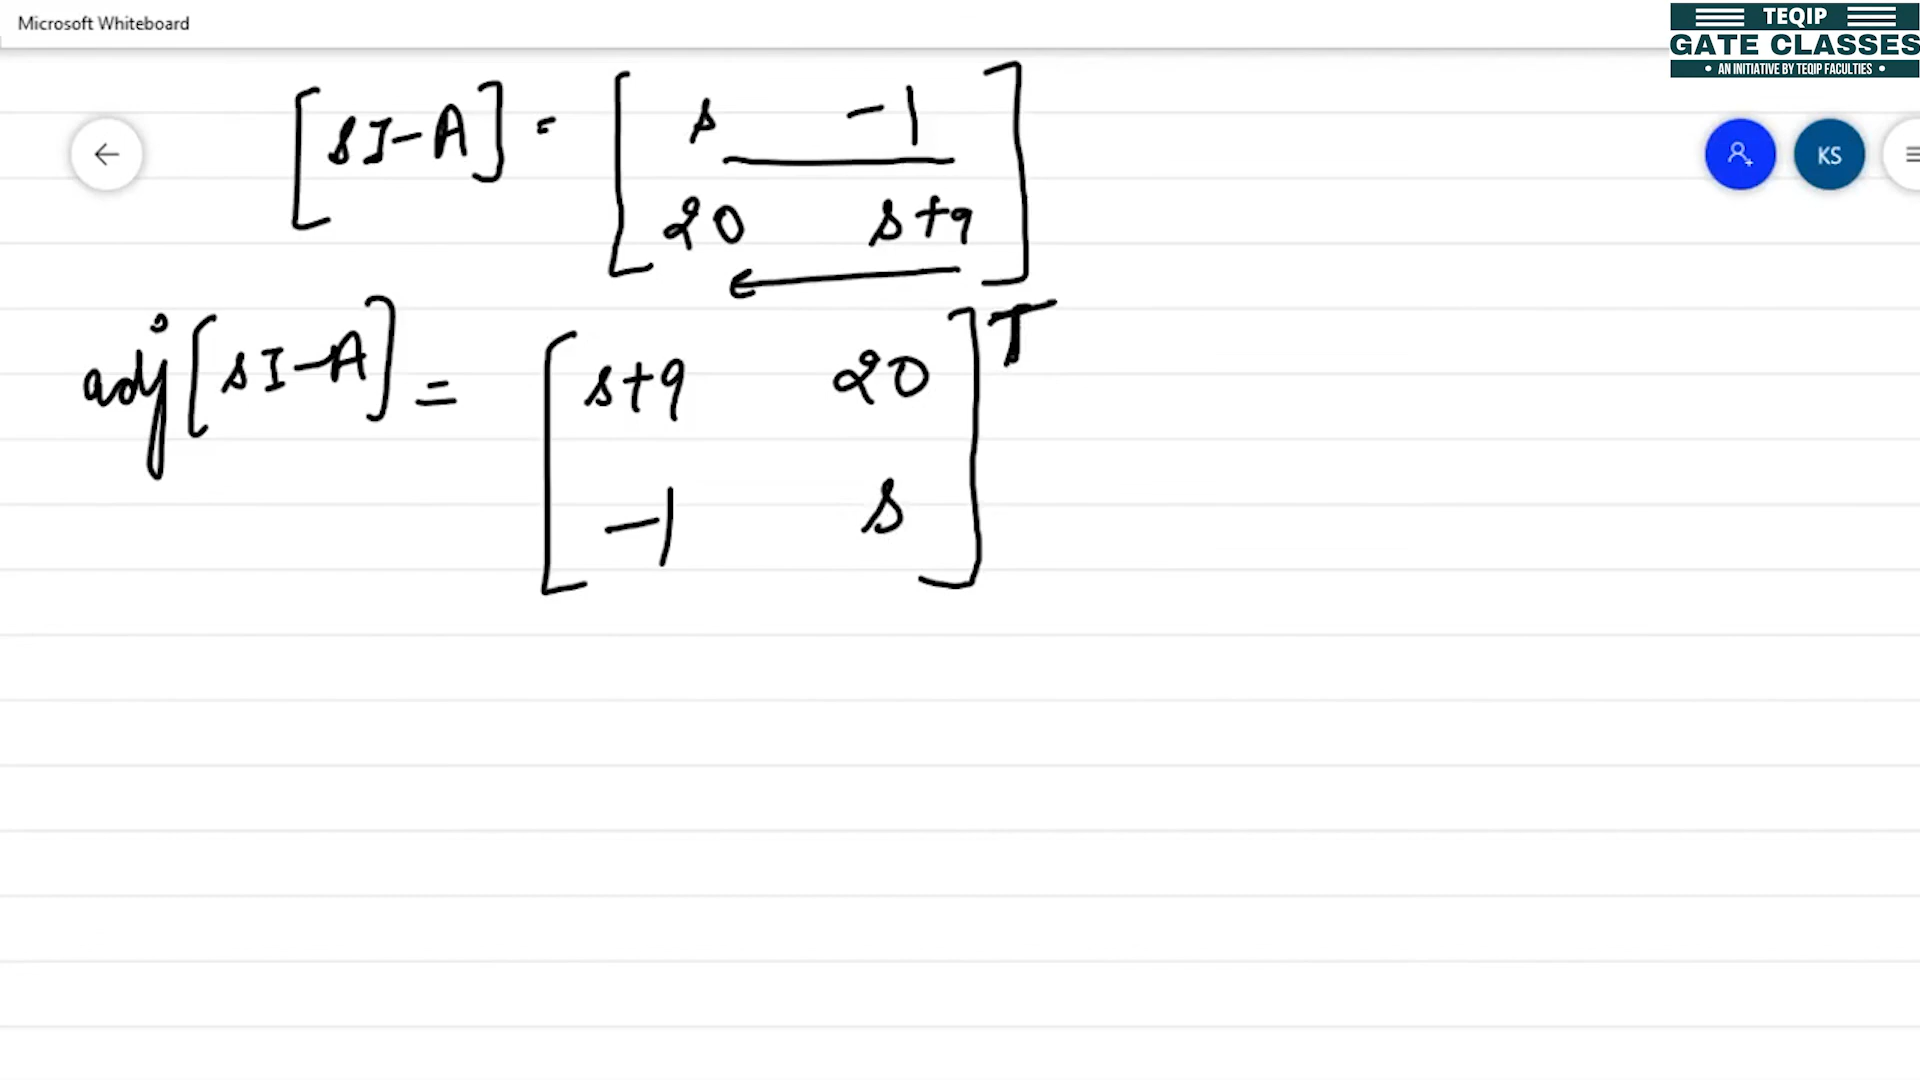 Microsoft Whiteboard
TEQIP
GATE CLASSES
• AN INITIATIVE BY TEQIP FACULTIES •
KS
[sI-A] = [ s -1
20 s+9 ]
adj [sI-A] = [ s+9 20
-1 s ]ᵀ